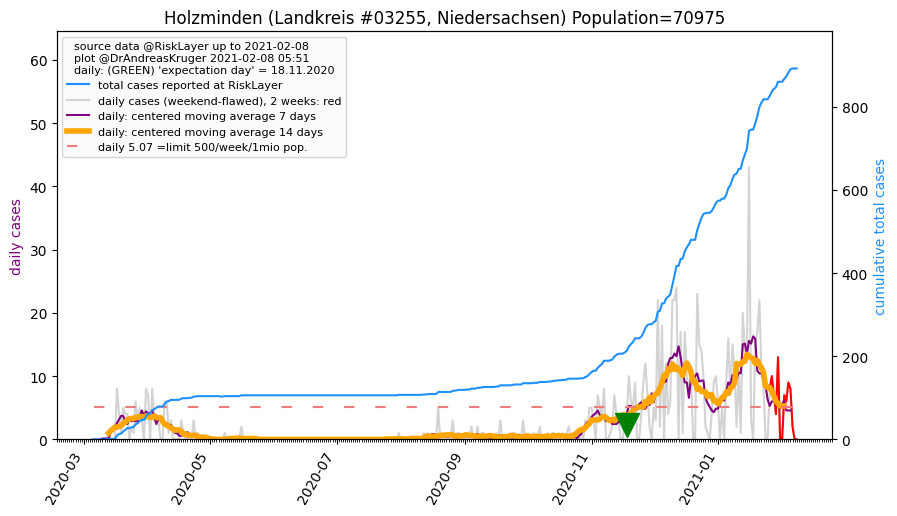 Holzminden (Landkreis #03255, Niedersachsen) Population=70975
source data @RiskLayer up to 2021-02-08
plot @DrAndreasKruger 2021-02-08 05:51
daily: (GREEN) 'expectation day' = 18.11.2020
total cases reported at RiskLayer
daily cases (weekend-flawed), 2 weeks: red
daily: centered moving average 7 days
daily: centered moving average 14 days
daily 5.07 =limit 500/week/1mio pop.
daily cases
60
50
40
30
20
10
0
cumulative total cases
800
600
400
200
0
2020-03
2020-05
2020-07
2020-09
2020-11
2021-01